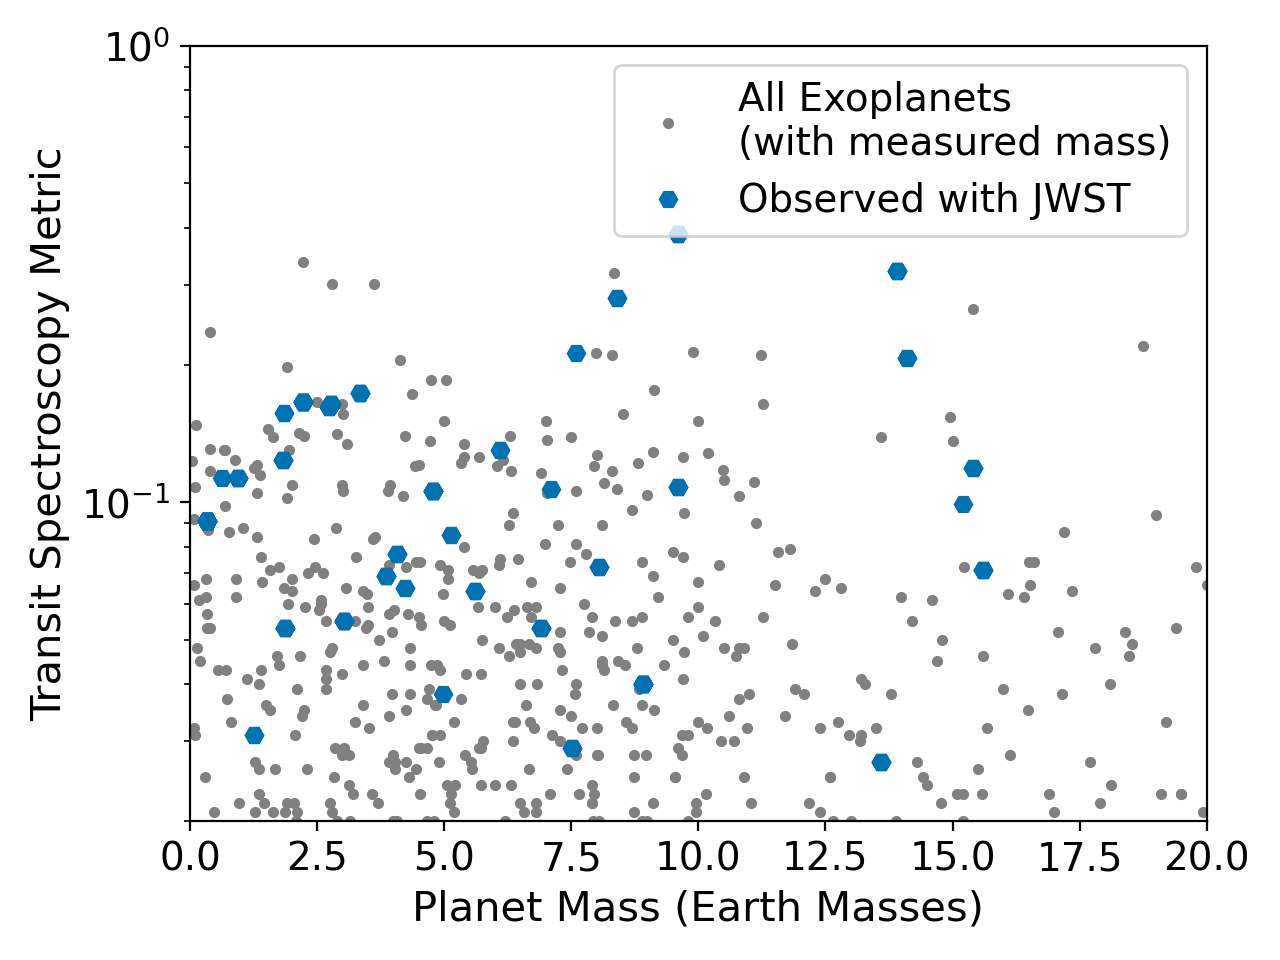 10⁰
10⁻¹
Transit Spectroscopy Metric
All Exoplanets
(with measured mass)
Observed with JWST
0.0 2.5 5.0 7.5 10.0 12.5 15.0 17.5 20.0
Planet Mass (Earth Masses)